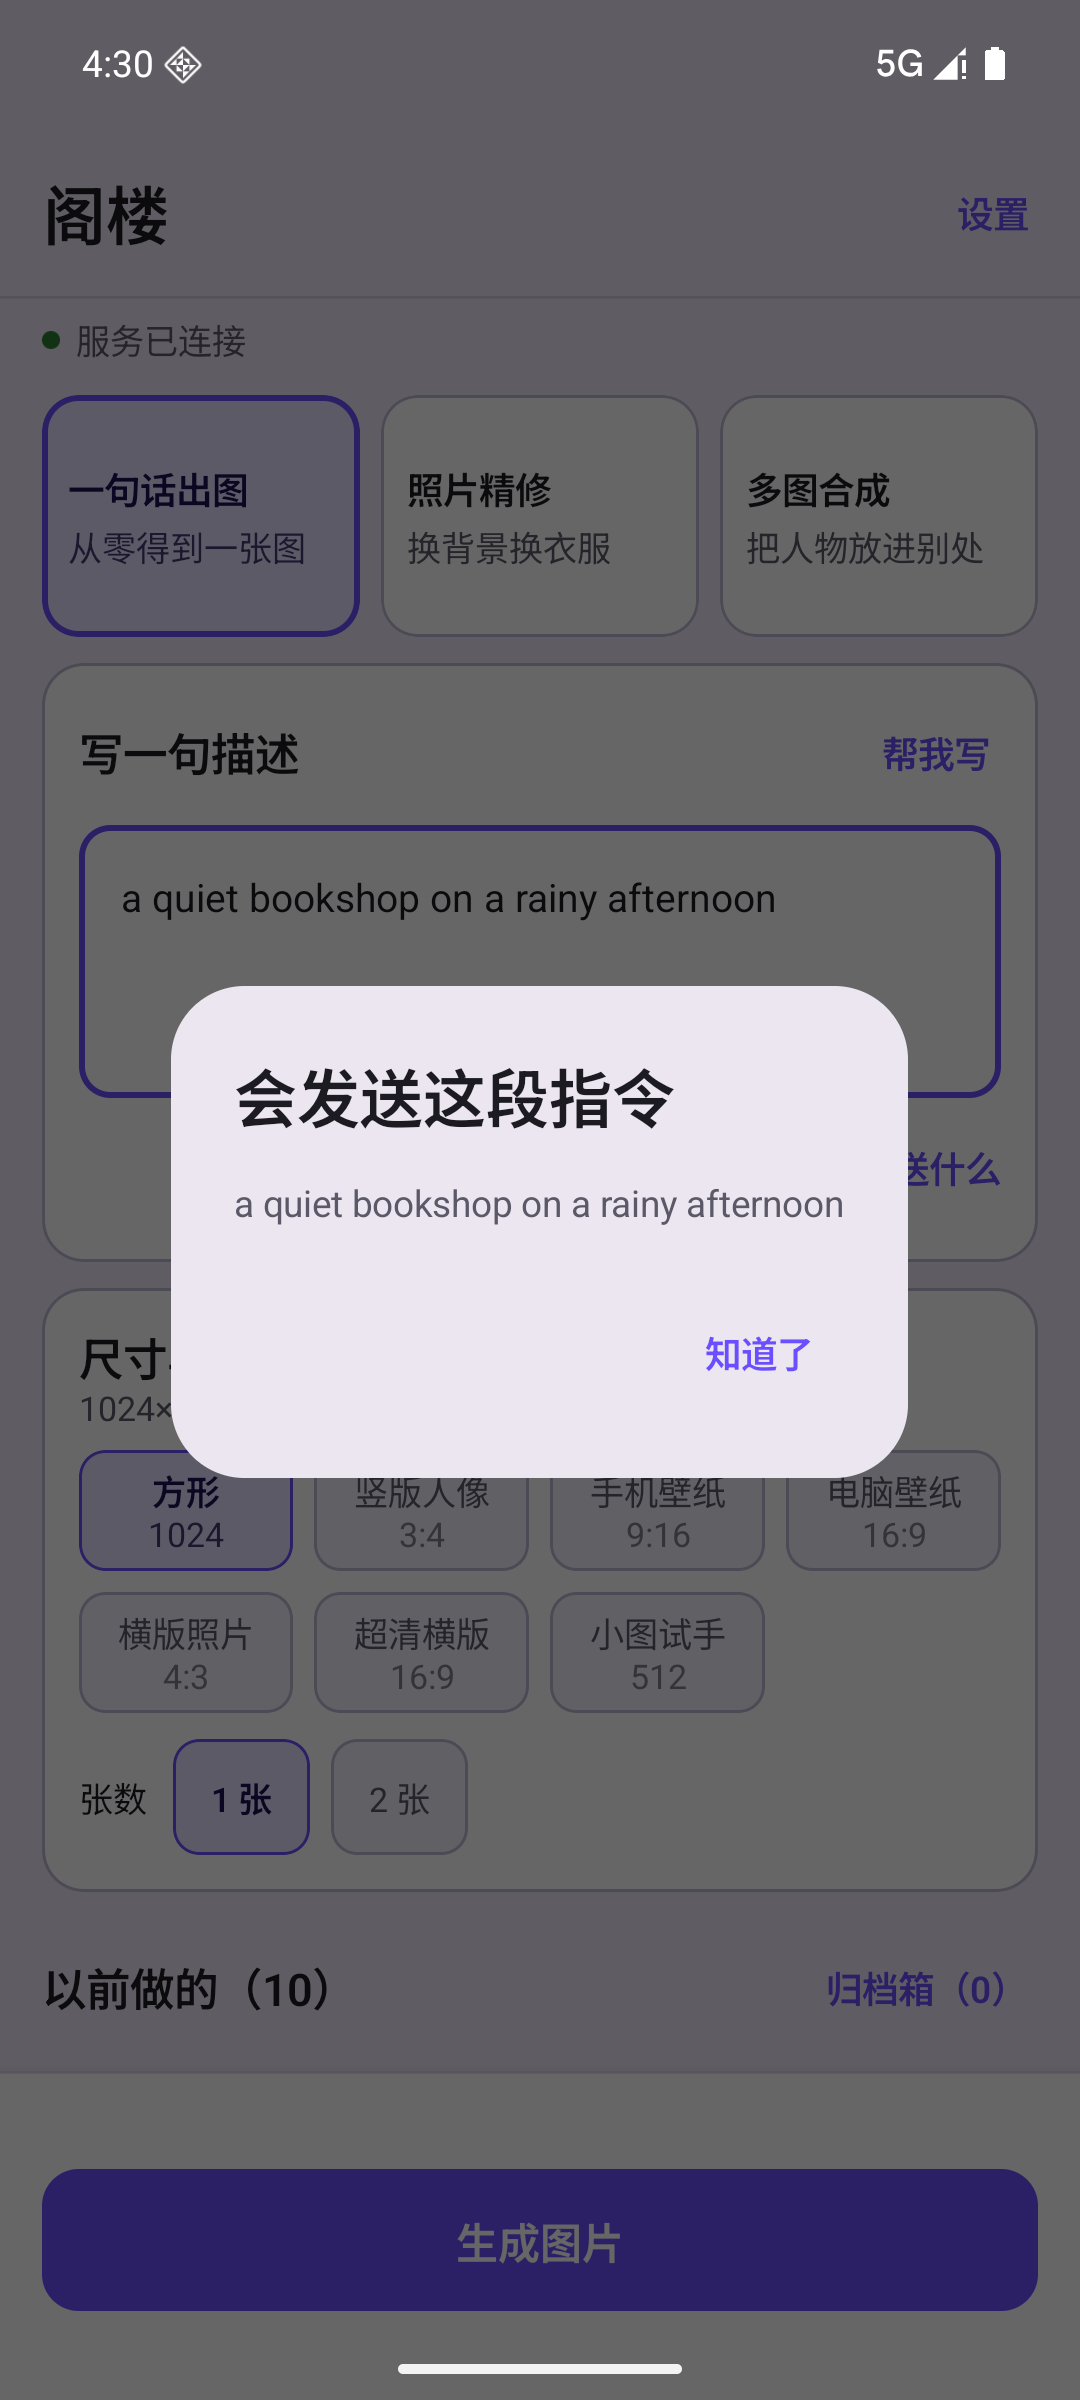 4:30
5G
阁楼
设置
服务已连接
一句话出图
从零得到一张图
照片精修
换背景换衣服
多图合成
把人物放进别处
写一句描述
帮我写
a quiet bookshop on a rainy afternoon
会发送这段指令
a quiet bookshop on a rainy afternoon
知道了
送什么
尺寸
1024×
方形
1024
竖版人像
3:4
手机壁纸
9:16
电脑壁纸
16:9
横版照片
4:3
超清横版
16:9
小图试手
512
张数
1 张
2 张
以前做的（10）
归档箱（0）
生成图片